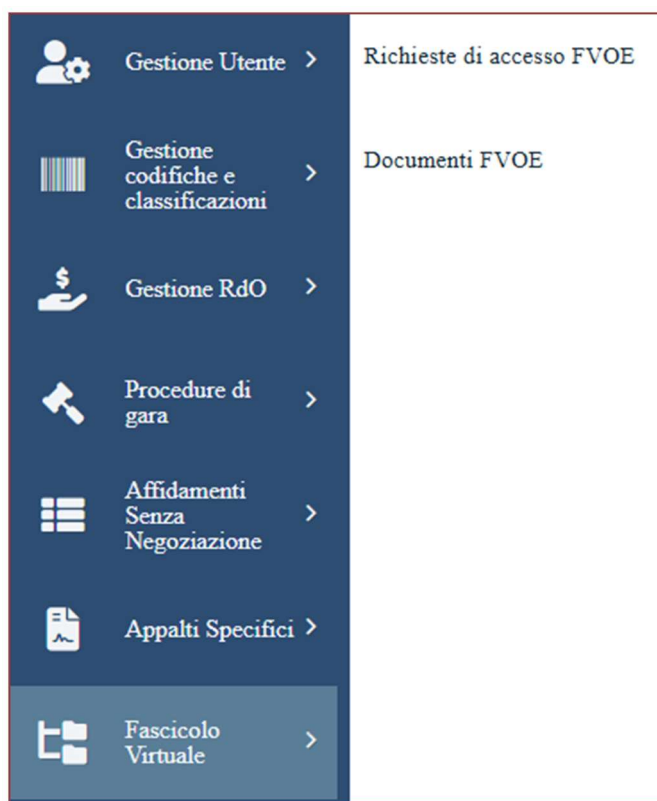 Gestione Utente
Gestione
codifiche e
classificazioni
Gestione RdO
Procedure di
gara
Affidamenti
Senza
Negoziazione
Appalti Specifici
Fascicolo
Virtuale
Richieste di accesso FVOE
Documenti FVOE